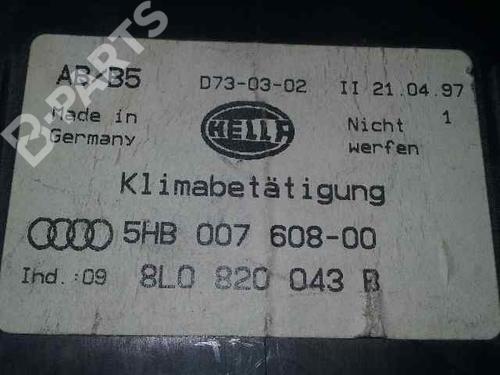 B-PARTS
AB<B5 D73-03-02 II 21.04.97
Made in Germany HELLA Nicht werfen 1
Klimabetätigung
5HB 007 608-00
Ind.:09 8L0 820 043 B